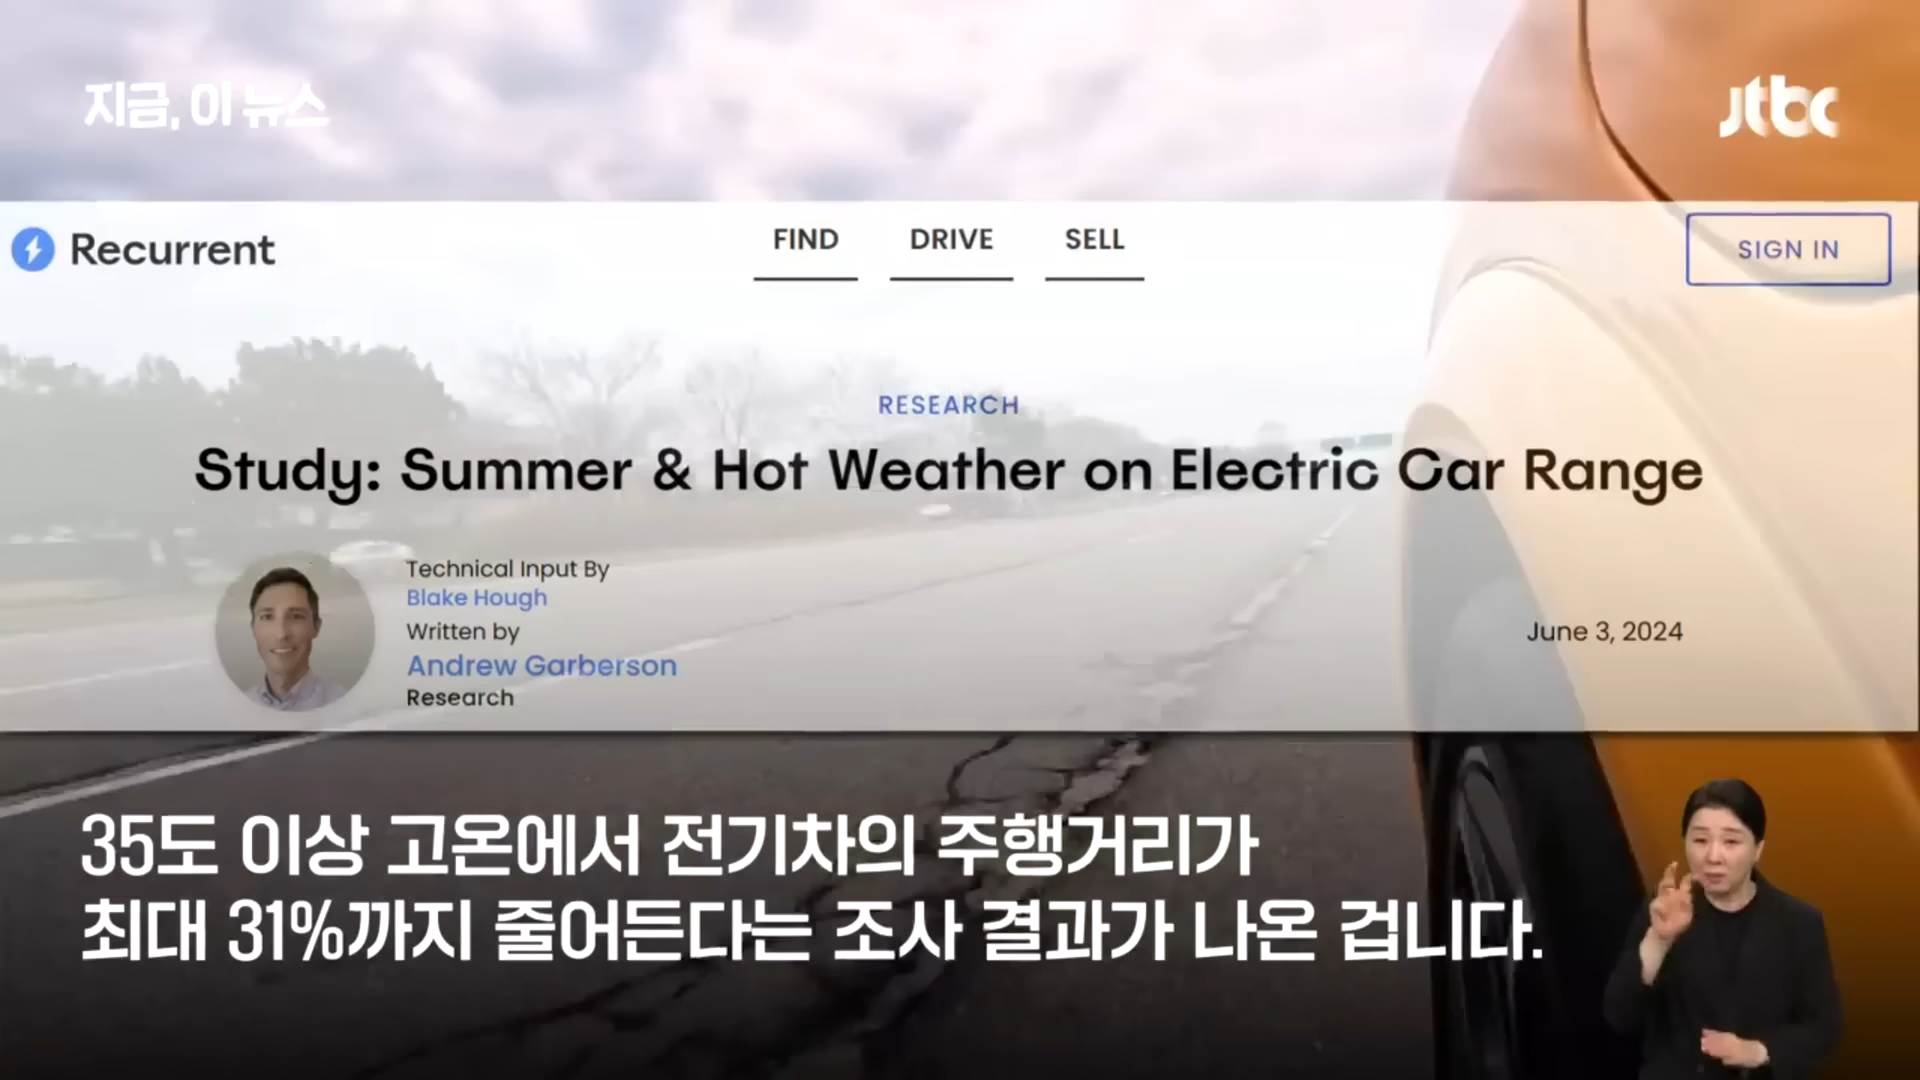 지금, 이 뉴스
jtbc
Recurrent
FIND
DRIVE
SELL
SIGN IN
RESEARCH
Study: Summer & Hot Weather on Electric Car Range
Technical Input By
Blake Hough
Written by
Andrew Garberson
Research
June 3, 2024
35도 이상 고온에서 전기차의 주행거리가
최대 31%까지 줄어든다는 조사 결과가 나온 겁니다.